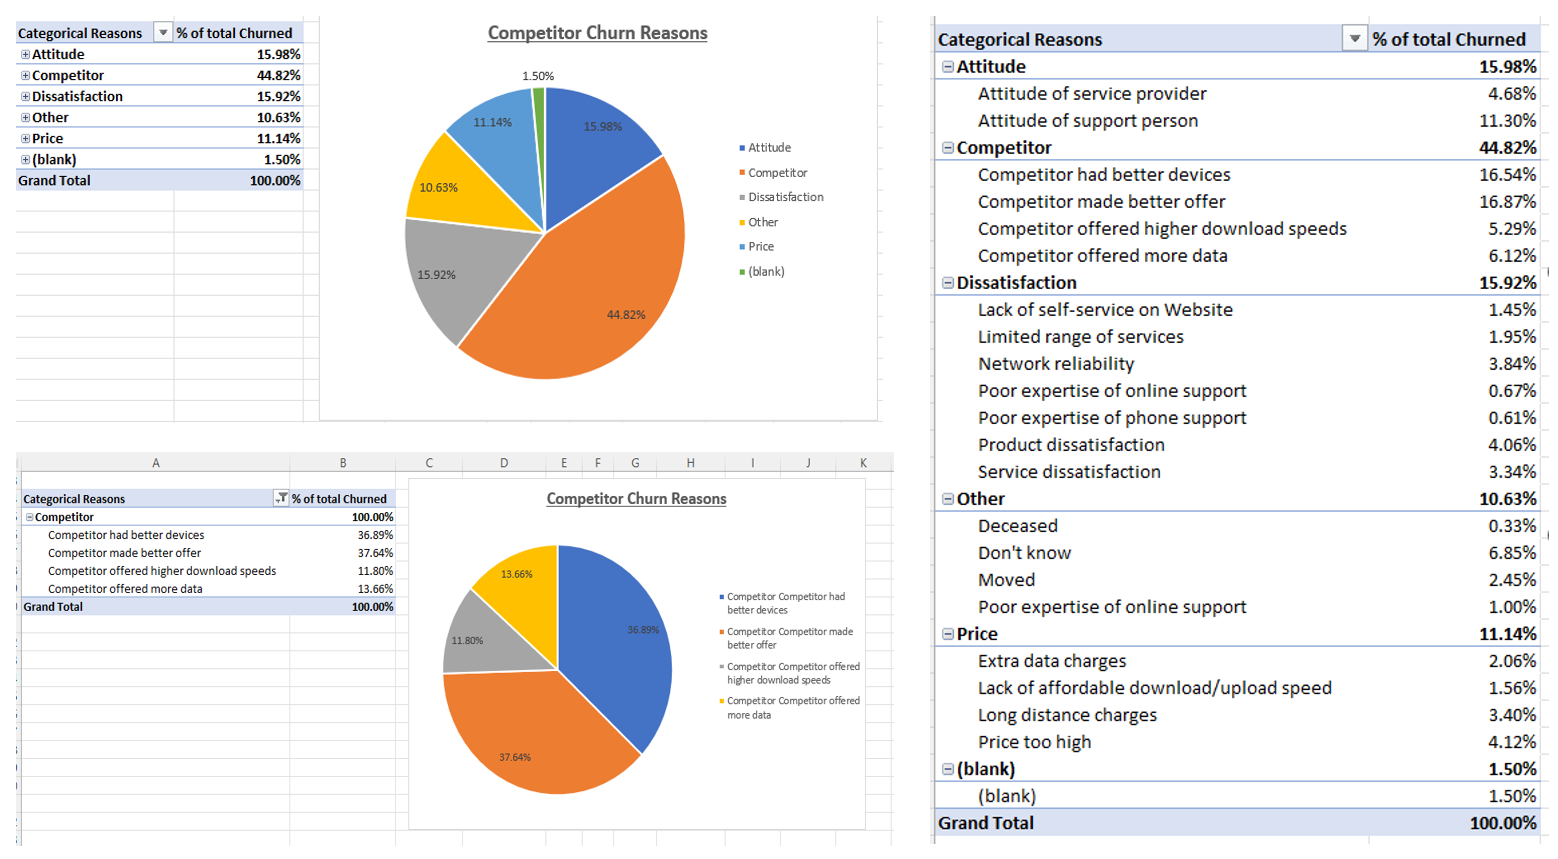 Categorical Reasons % of total Churned
Attitude 15.98%
Competitor 44.82%
Dissatisfaction 15.92%
Other 10.63%
Price 11.14%
(blank) 1.50%
Grand Total 100.00%
Competitor Churn Reasons
1.50%
11.14%
15.98%
10.63%
15.92%
44.82%
Attitude
Competitor
Dissatisfaction
Other
Price
(blank)
A B C D E F G H I J K
Categorical Reasons % of total Churned
Competitor 100.00%
Competitor had better devices 36.89%
Competitor made better offer 37.64%
Competitor offered higher download speeds 11.80%
Competitor offered more data 13.66%
Grand Total 100.00%
Competitor Churn Reasons
13.66%
36.89%
11.80%
37.64%
Competitor Competitor had
better devices
Competitor Competitor made
better offer
Competitor Competitor offered
higher download speeds
Competitor Competitor offered
more data
Categorical Reasons % of total Churned
Attitude 15.98%
Attitude of service provider 4.68%
Attitude of support person 11.30%
Competitor 44.82%
Competitor had better devices 16.54%
Competitor made better offer 16.87%
Competitor offered higher download speeds 5.29%
Competitor offered more data 6.12%
Dissatisfaction 15.92%
Lack of self-service on Website 1.45%
Limited range of services 1.95%
Network reliability 3.84%
Poor expertise of online support 0.67%
Poor expertise of phone support 0.61%
Product dissatisfaction 4.06%
Service dissatisfaction 3.34%
Other 10.63%
Deceased 0.33%
Don't know 6.85%
Moved 2.45%
Poor expertise of online support 1.00%
Price 11.14%
Extra data charges 2.06%
Lack of affordable download/upload speed 1.56%
Long distance charges 3.40%
Price too high 4.12%
(blank) 1.50%
(blank) 1.50%
Grand Total 100.00%